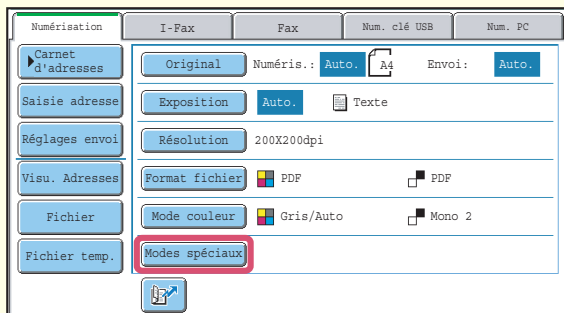 Numérisation I-Fax Fax Num. clé USB Num. PC
Carnet d'adresses
Original Numéris.: Auto. A4 Envoi: Auto.
Saisie adresse
Exposition Auto. Texte
Réglages envoi
Résolution 200X200dpi
Visu. Adresses
Format fichier PDF PDF
Fichier
Mode couleur Gris/Auto Mono 2
Fichier temp.
Modes spéciaux